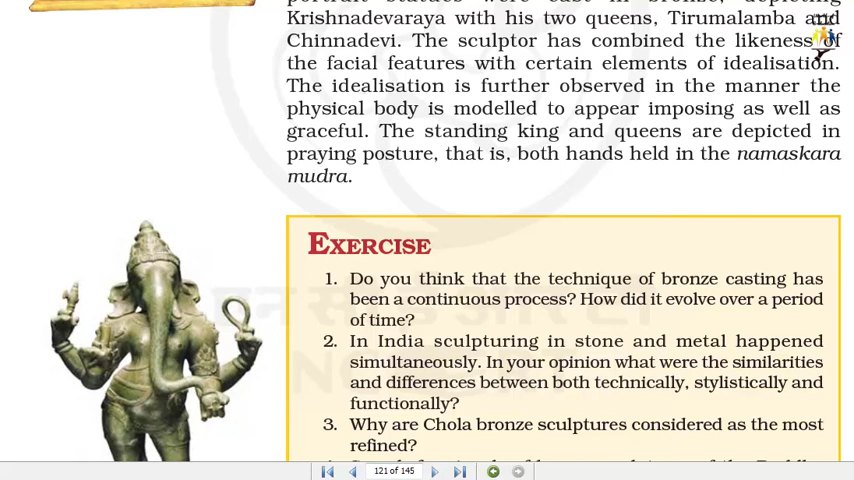 Krishnadevaraya with his two queens, Tirumalamba and
Chinnadevi. The sculptor has combined the likeness of
the facial features with certain elements of idealisation.
The idealisation is further observed in the manner the
physical body is modelled to appear imposing as well as
graceful. The standing king and queens are depicted in
praying posture, that is, both hands held in the namaskara
mudra.
EXERCISE
1. Do you think that the technique of bronze casting has
been a continuous process? How did it evolve over a period
of time?
2. In India sculpturing in stone and metal happened
simultaneously. In your opinion what were the similarities
and differences between both technically, stylistically and
functionally?
3. Why are Chola bronze sculptures considered as the most
refined?
121 of 145